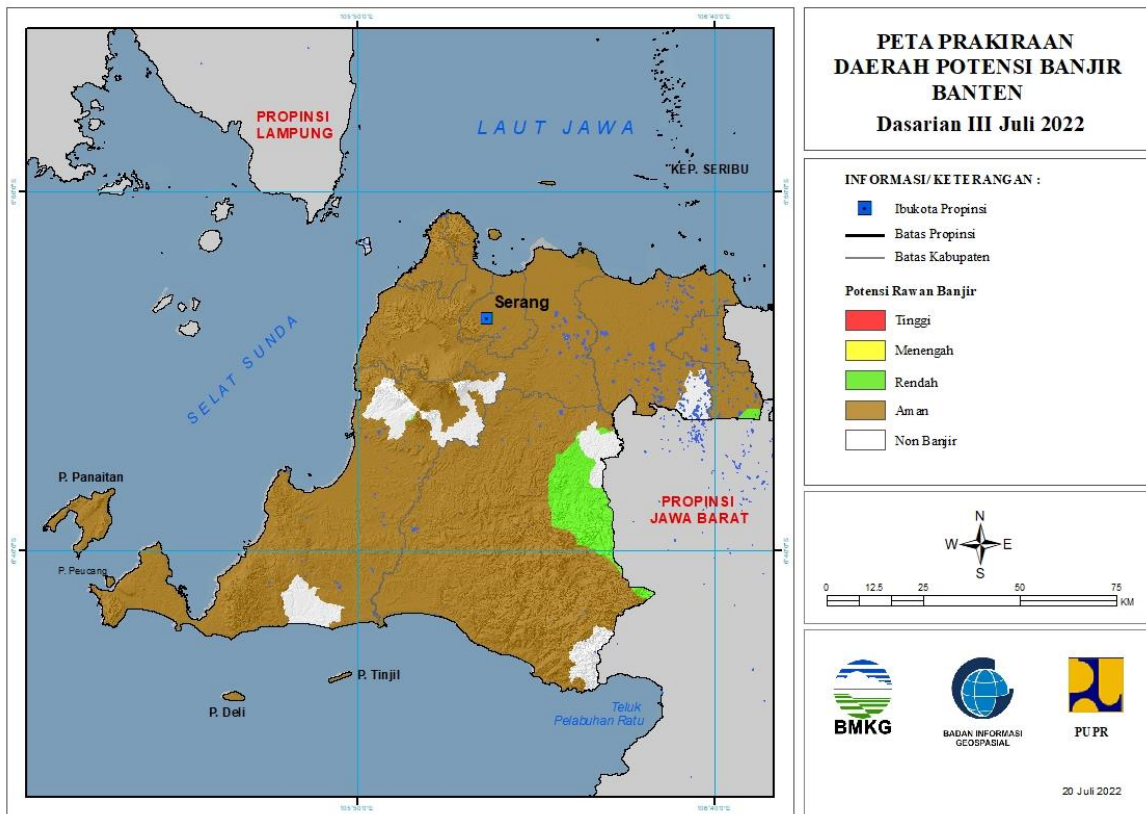 PETA PRAKIRAAN
DAERAH POTENSI BANJIR
BANTEN
Dasarian III Juli 2022
INFORMASI/ KETERANGAN :
Ibukota Propinsi
Batas Propinsi
Batas Kabupaten
Potensi Rawan Banjir
Tinggi
Menengah
Rendah
Aman
Non Banjir
N
W E
S
0 12.5 25 50 75
KM
BMKG
BADAN INFORMASI
GEOSPASIAL
PUPR
20 Juli 2022
PROPINSI
LAMPUNG
LAUT JAWA
KEP. SERIBU
Serang
SELAT SUNDA
P. Panaitan
PROPINSI
JAWA BARAT
P. Peucang
P. Tinjil
P. Deli
Teluk
Pelabuhan Ratu